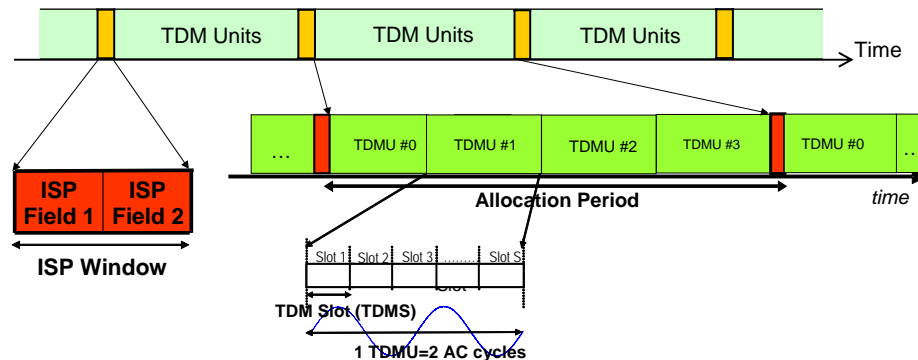 TDM Units TDM Units TDM Units
Time
... TDMU #0 TDMU #1 TDMU #2 TDMU #3 TDMU #0 ...
ISP Field 1
ISP Field 2
Allocation Period
time
ISP Window
Slot 1 Slot 2 Slot 3 ........ Slot S
Slot
TDM Slot (TDMS)
1 TDMU=2 AC cycles